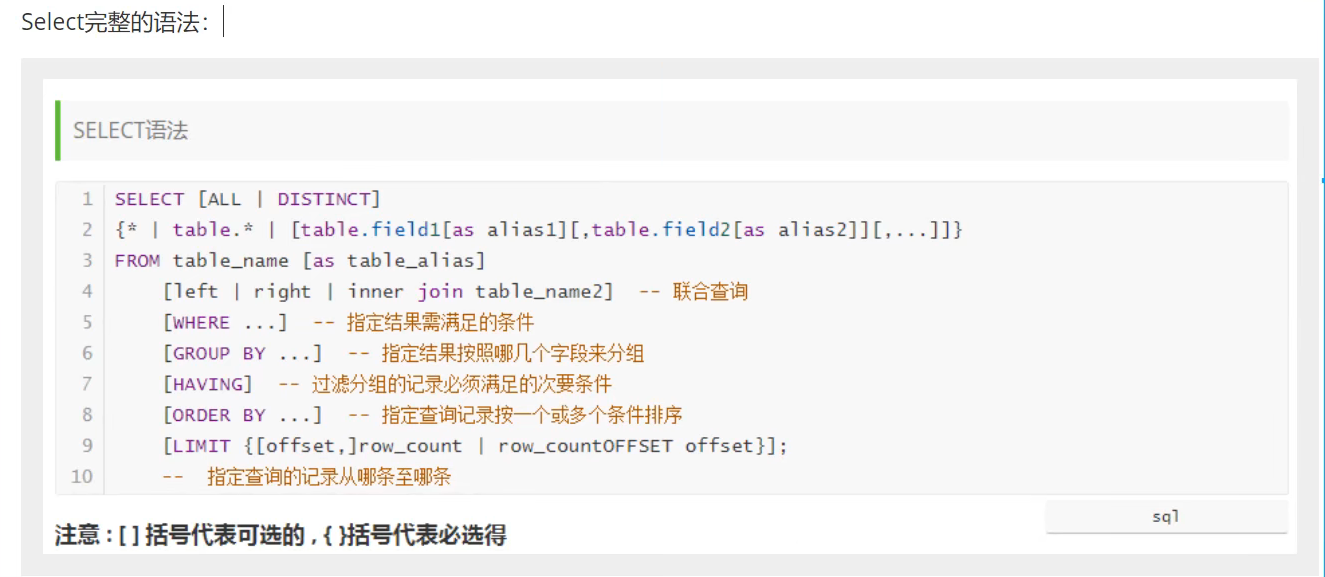 Select完整的语法：
SELECT语法
1 SELECT [ALL | DISTINCT]
2 {* | table.* | [table.field1[as alias1][,table.field2[as alias2]][,...]]}
3 FROM table_name [as table_alias]
4 [left | right | inner join table_name2] -- 联合查询
5 [WHERE ...] -- 指定结果需满足的条件
6 [GROUP BY ...] -- 指定结果按照哪几个字段来分组
7 [HAVING] -- 过滤分组的记录必须满足的次要条件
8 [ORDER BY ...] -- 指定查询记录按一个或多个条件排序
9 [LIMIT {[offset,]row_count | row_countOFFSET offset}];
10 -- 指定查询的记录从哪条至哪条
sql
注意 : [ ] 括号代表可选的 , { }括号代表必选得